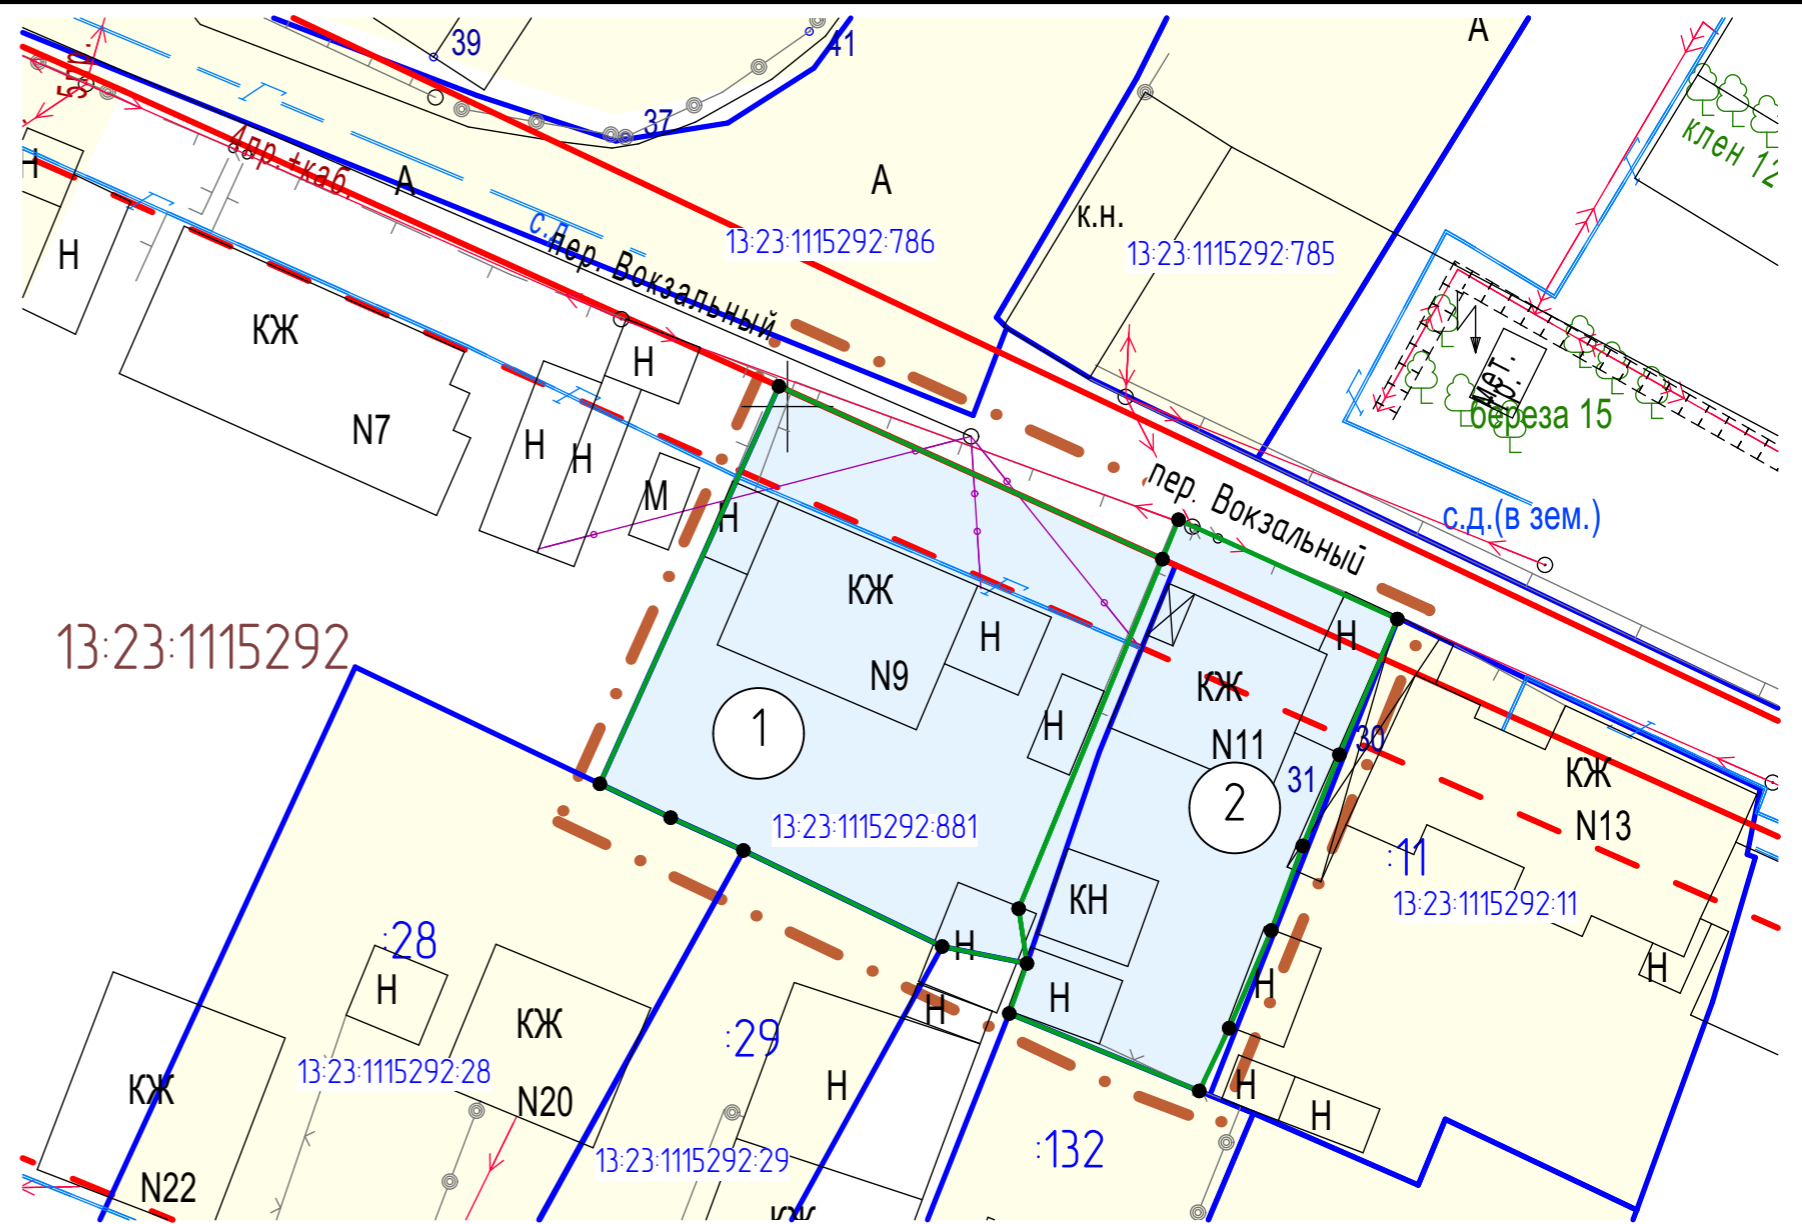 А
39
41
5 пр.
37
клен 12
4пр.+каб.
А
А
Н
к.н.
с.д.
пер. Вокзальный
13:23:1115292:786
13:23:1115292:785
Н
КЖ
Н
мет.
береза 15
N7
Н
Н
М
Н
пер. Вокзальный
с.д.(в зем.)
КЖ
Н
Н
13:23:1115292
N9
КЖ
Н
1
N11
30
31
КЖ
2
N13
13:23:1115292:881
:11
КН
13:23:1115292:11
:28
Н
Н
Н
Н
Н
Н
КЖ
:29
13:23:1115292:28
КЖ
Н
Н
N20
Н
:132
13:23:1115292:29
N22
КЖ